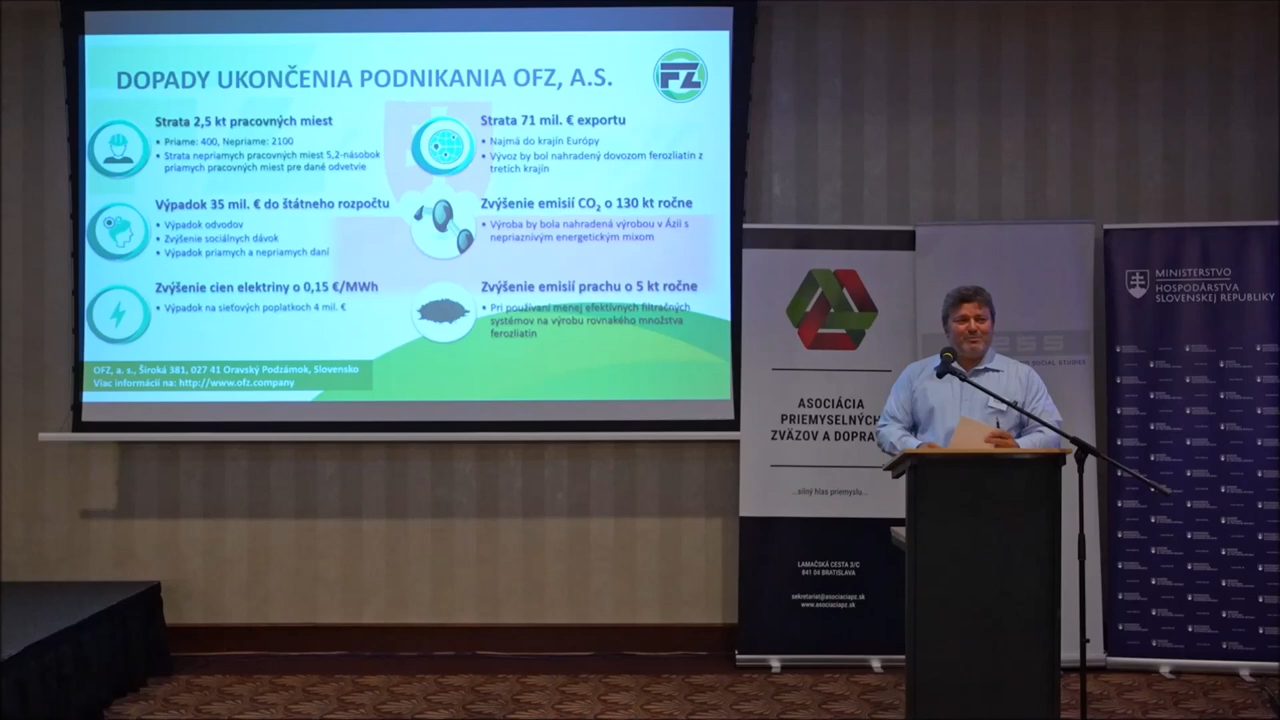 DOPADY UKONČENIA PODNIKANIA OFZ, A.S.
FZ
Strata 2,5 kt pracovných miest
• Priame: 400, Nepriame: 2100
• Strata nepriamych pracovných miest 5,2-násobok
priamych pracovných miest pre dané odvetvie
Výpadok 35 mil. € do štátneho rozpočtu
• Výpadok odvodov
• Zvýšenie sociálnych dávok
• Výpadok priamych a nepriamych daní
Zvýšenie cien elektriny o 0,15 €/MWh
• Výpadok na sieťových poplatkoch 4 mil. €
Strata 71 mil. € exportu
• Najmä do krajín Európy
• Vývoz by bol nahradený dovozom ferozliatin z
tretích krajín
Zvýšenie emisií CO₂ o 130 kt ročne
• Výroba by bola nahradená výrobou v Ázii s
nepriaznivým energetickým mixom
Zvýšenie emisií prachu o 5 kt ročne
• Pri používaní menej efektívnych filtračných
systémov na výrobu rovnakého množstva
ferozliatin
OFZ, a. s., Široká 381, 027 41 Oravský Podzámok, Slovensko
Viac informácií na: http://www.ofz.company
ASOCIÁCIA
PRIEMYSELNÝCH
ZVÄZOV A DOPRA
...silný hlas priemyslu...
LAMAČSKÁ CESTA 3/C
841 04 BRATISLAVA
sekretariat@asociaciapz.sk
www.asociaciapz.sk
SOCIAL STUDIES
MINISTERSTVO
HOSPODÁRSTVA
SLOVENSKEJ REPUBLIKY